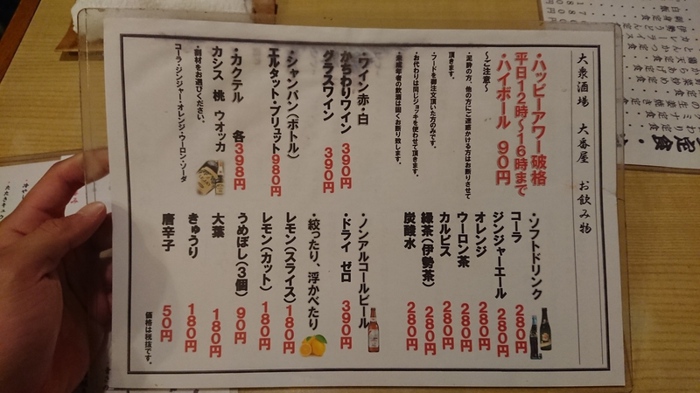 大衆酒場 大番屋 お飲み物
・ハッピーアワー破格
平日12時〜16時まで
・ハイボール 90円
〜ご注意〜
・泥酔の方、他の方にご迷惑かける方はお断りさせて
頂きます。
・フードを御注文頂いた方のみです。
・お代わりは同じジョッキを使わせて頂きます。
・未成年者の飲酒は固くお断り致します。
・ワイン赤・白
かちわりワイン 390円
グラスワイン 390円
・シャンパン(ボトル)
エルタット・ブリュット980円
・カクテル 各398円
カシス 桃 ウオッカ
・割材をお選びください。
コーラ・ジンジャー・オレンジ・ウーロン・ソーダ
・ソフトドリンク
コーラ 280円
ジンジャーエール 280円
オレンジ 280円
ウーロン茶 280円
カルピス 280円
緑茶(伊勢茶) 280円
炭酸水 280円
・ノンアルコールビール
・ドライ ゼロ 390円
・絞ったり、浮かべたり
レモン(スライス) 180円
レモン(カット) 180円
うめぼし(3個) 90円
大葉 180円
きゅうり 180円
唐辛子 50円
価格は税抜です。